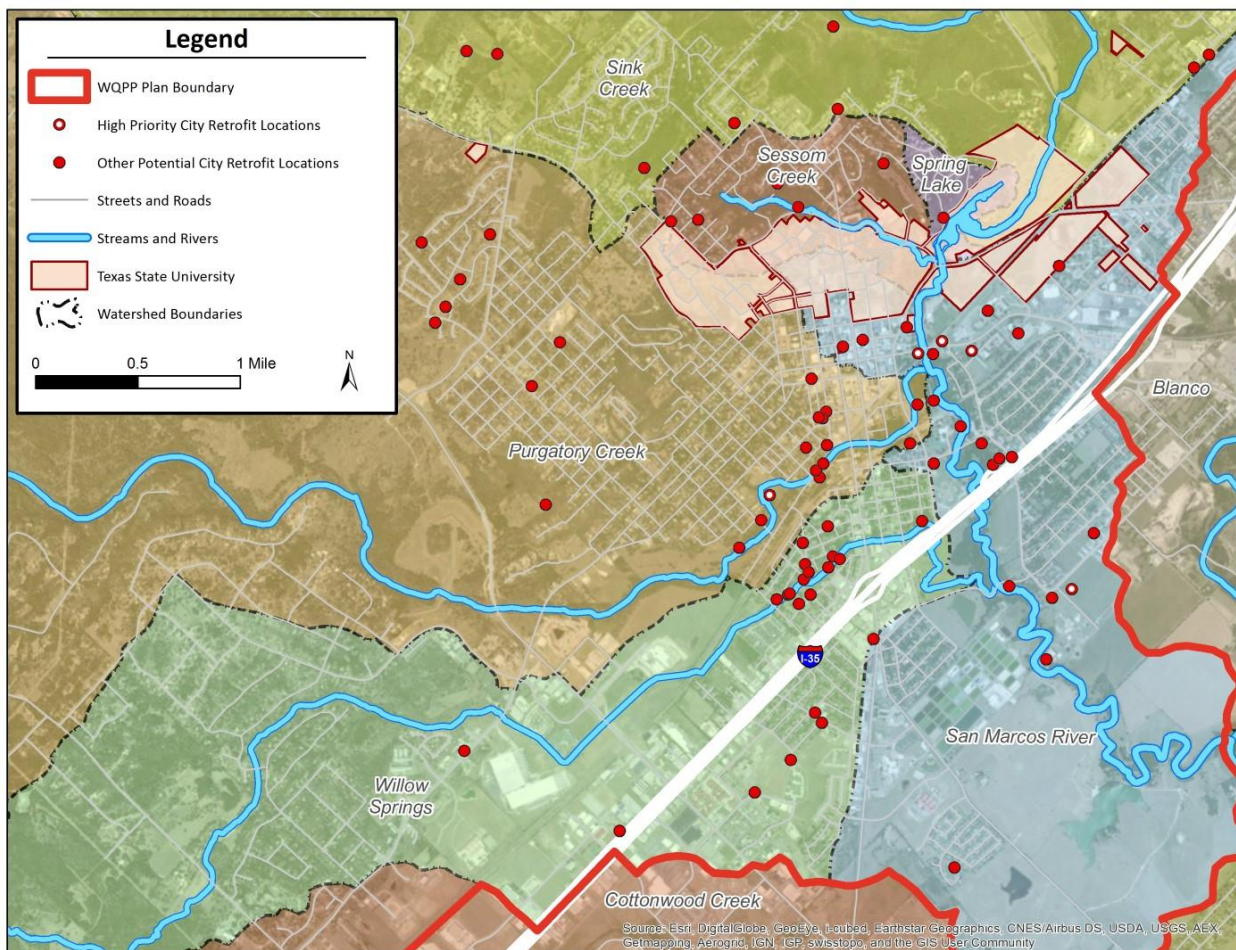 Legend
WQPP Plan Boundary
High Priority City Retrofit Locations
Other Potential City Retrofit Locations
Streets and Roads
Streams and Rivers
Texas State University
Watershed Boundaries
0 0.5 1 Mile
N
Sink
Creek
Sessom
Creek
Spring
Lake
Blanco
Purgatory Creek
I-35
San Marcos River
Willow
Springs
Cottonwood Creek
Source: Esri, DigitalGlobe, GeoEye, i-cubed, Earthstar Geographics, CNES/Airbus DS, USDA, USGS, AEX,
Getmapping, Aerogrid, IGN, IGP, swisstopo, and the GIS User Community